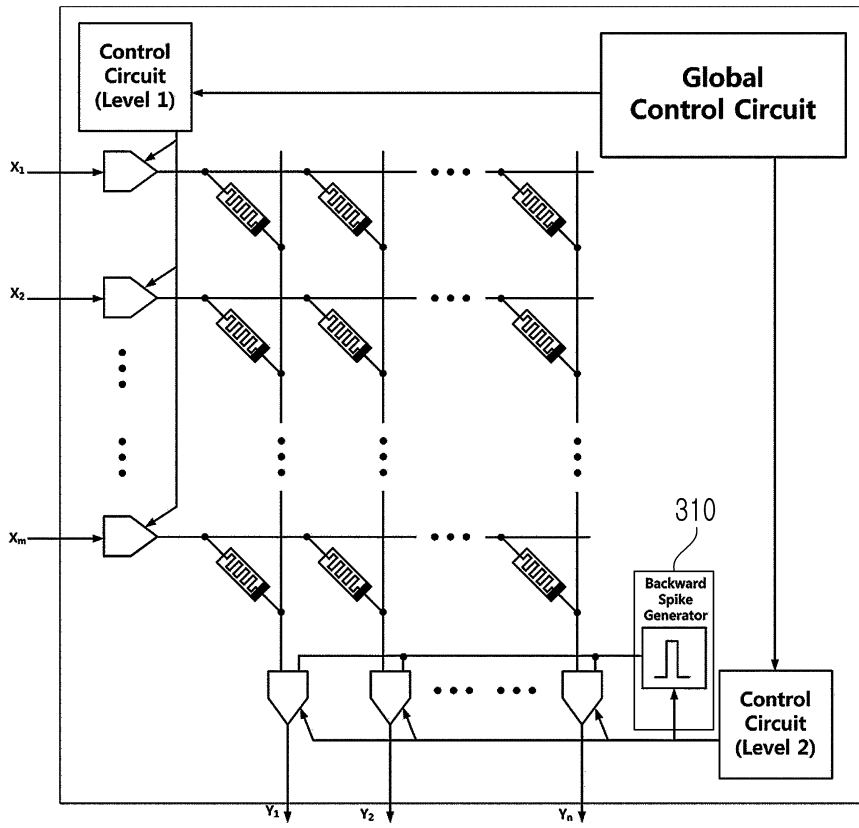 Control
Circuit
(Level 1)
Global
Control Circuit
X₁
X₂
Xₘ
310
Backward
Spike
Generator
Control
Circuit
(Level 2)
Y₁
Y₂
Yₙ